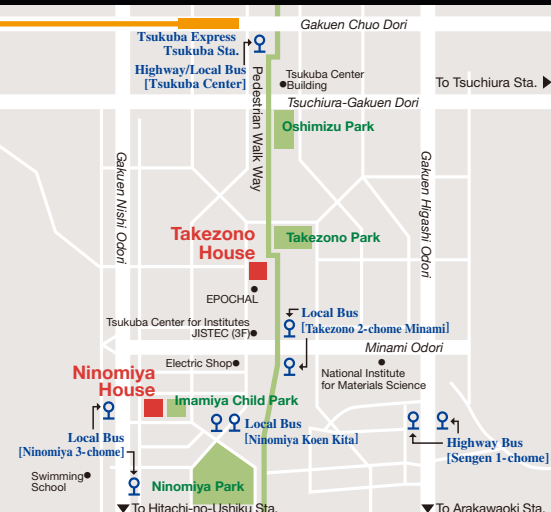 Gakuen Chuo Dori
Tsukuba Express
Tsukuba Sta.
Highway/Local Bus
[Tsukuba Center]
Pedestrian Walk Way
Tsukuba Center
Building
To Tsuchiura Sta.
Tsuchiura-Gakuen Dori
Oshimizu Park
Gakuen Nishi Odori
Gakuen Higashi Odori
Takezono
House
Takezono Park
EPOCHAL
Tsukuba Center for Institutes
JISTEC (3F)
Local Bus
[Takezono 2-chome Minami]
Minami Odori
Electric Shop
National Institute
for Materials Science
Ninomiya
House
Imamiya Child Park
Local Bus
[Ninomiya Koen Kita]
Local Bus
[Ninomiya 3-chome]
Highway Bus
[Sengen 1-chome]
Swimming
School
Ninomiya Park
To Hitachi-no-Ushiku Sta.
To Arakawaoki Sta.